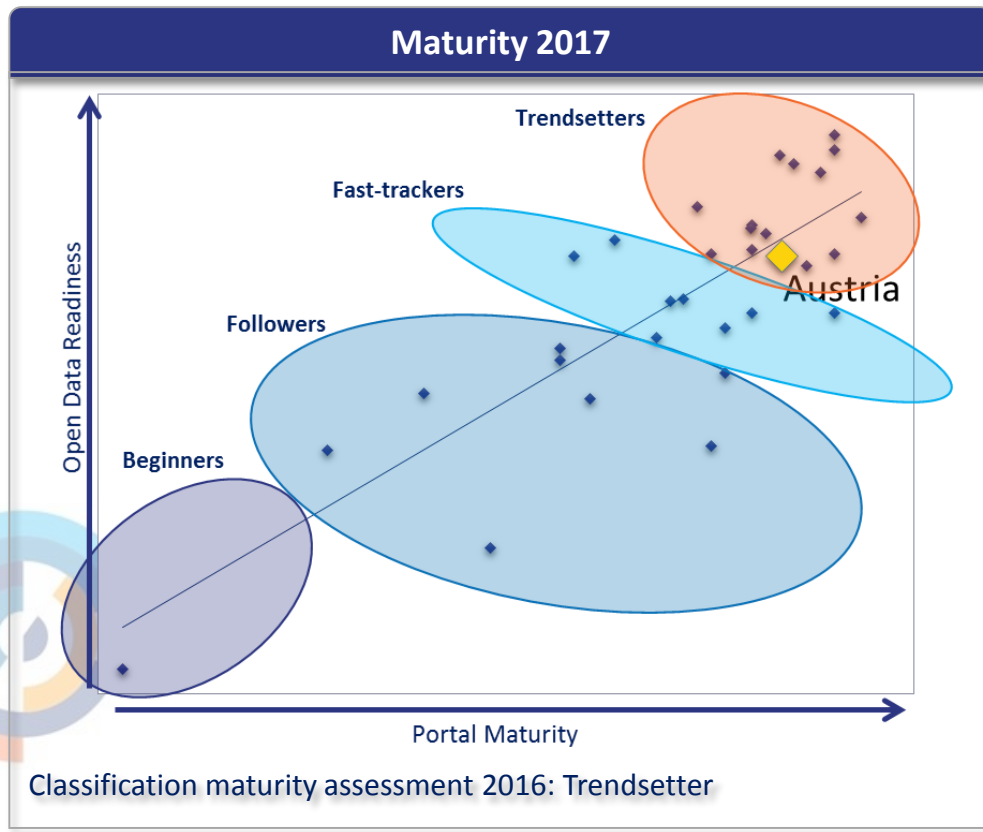 Maturity 2017
Trendsetters
Fast-trackers
Followers
Beginners
Austria
Open Data Readiness
Portal Maturity
Classification maturity assessment 2016: Trendsetter